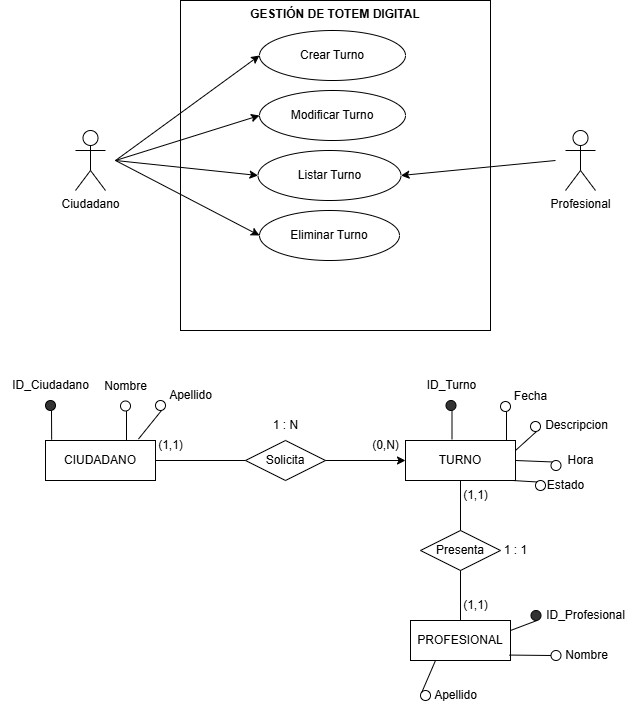 GESTIÓN DE TOTEM DIGITAL
Crear Turno
Modificar Turno
Listar Turno
Eliminar Turno
Ciudadano
Profesional
ID_Ciudadano
Nombre
Apellido
CIUDADANO
(1,1)
1 : N
Solicita
(0,N)
ID_Turno
Fecha
Descripcion
TURNO
Hora
Estado
(1,1)
Presenta
1 : 1
(1,1)
ID_Profesional
PROFESIONAL
Nombre
Apellido